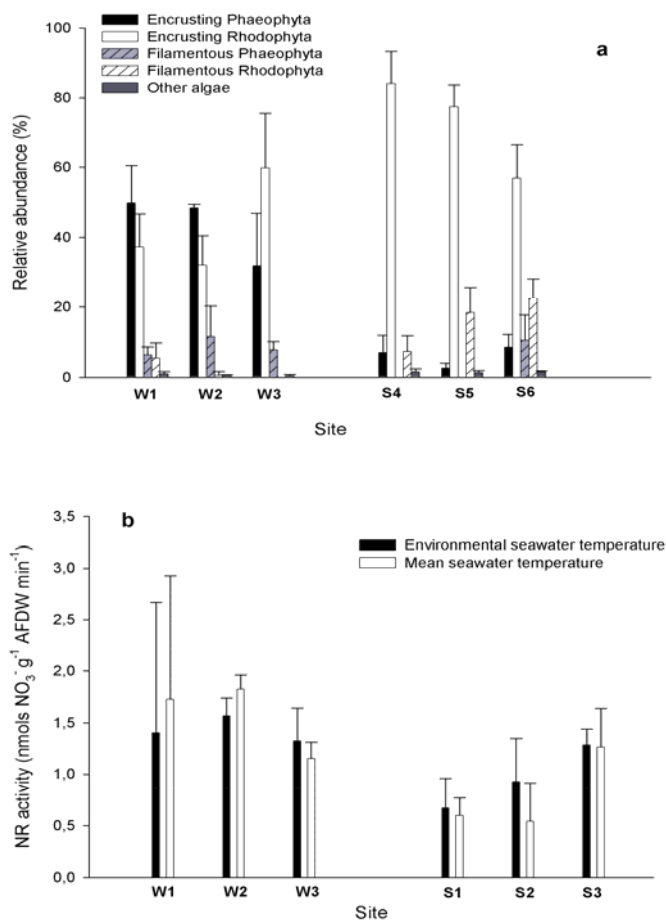 Encrusting Phaeophyta
Encrusting Rhodophyta
Filamentous Phaeophyta
Filamentous Rhodophyta
Other algae
a
Relative abundance (%)
100
80
60
40
20
0
W1 W2 W3 S4 S5 S6
Site
b
Environmental seawater temperature
Mean seawater temperature
NR activity (nmols NO₃⁻ g⁻¹ AFDW min⁻¹)
3,5
3,0
2,5
2,0
1,5
1,0
0,5
0,0
W1 W2 W3 S1 S2 S3
Site